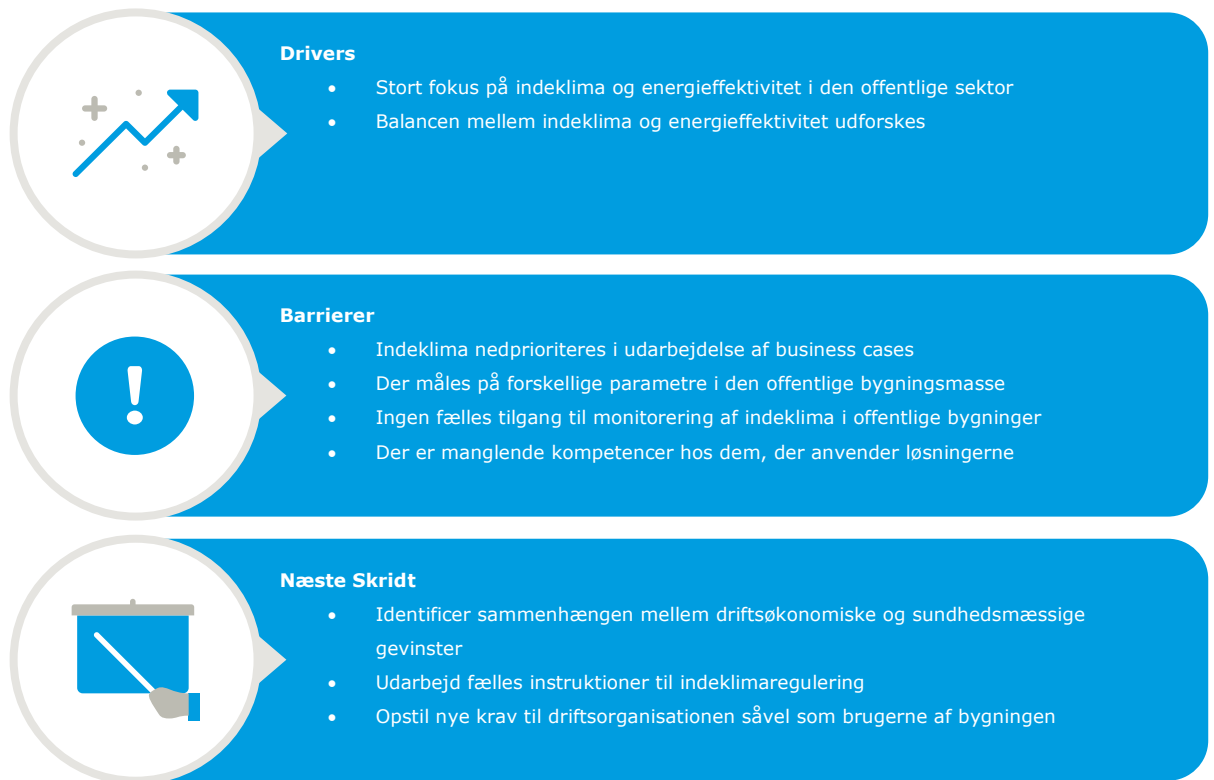 Drivers
• Stort fokus på indeklima og energieffektivitet i den offentlige sektor
• Balancen mellem indeklima og energieffektivitet udforskes
Barrierer
• Indeklima nedprioriteres i udarbejdelse af business cases
• Der måles på forskellige parametre i den offentlige bygningsmasse
• Ingen fælles tilgang til monitorering af indeklima i offentlige bygninger
• Der er manglende kompetencer hos dem, der anvender løsningerne
Næste Skridt
• Identificer sammenhængen mellem driftsøkonomiske og sundhedsmæssige
gevinster
• Udarbejd fælles instruktioner til indeklimaregulering
• Opstil nye krav til driftsorganisationen såvel som brugerne af bygningen